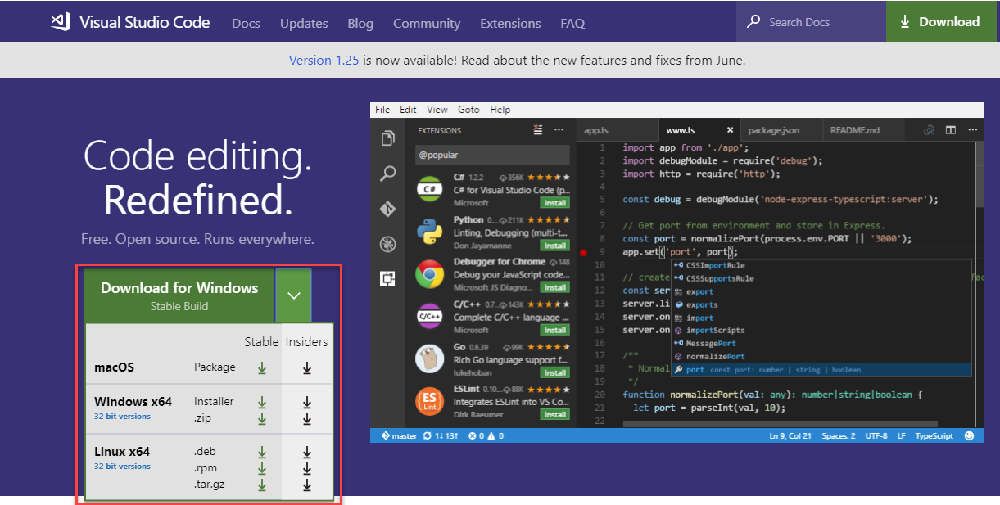 Visual Studio Code Docs Updates Blog Community Extensions FAQ Search Docs Download
Version 1.25 is now available! Read about the new features and fixes from June.
Code editing.
Redefined.
Free. Open source. Runs everywhere.
Download for Windows
Stable Build
Stable Insiders
macOS Package
Windows x64 Installer
32 bit versions .zip
Linux x64 .deb
32 bit versions .rpm
.tar.gz
File Edit View Goto Help
EXTENSIONS
@popular
C# 1.2.2 356K
C# for Visual Studio Code (p...
Microsoft Install
Python 0... 211K
Linting, Debugging (multi-t...
Don Jayamanne Install
Debugger for Chrome 148
Debug your JavaScript code...
Microsoft JS Diagno... Install
C/C++ 0.7... 143K
Complete C/C++ language ...
Microsoft Install
Go 0.6.39 99K
Rich Go language support f...
lukehoban Install
ESLint 0.10... 88K
Integrates ESLint into VS Co...
Dirk Baeumer Install
app.ts www.ts package.json README.md
1 import app from './app';
2 import debugModule = require('debug');
3 import http = require('http');
4
5 const debug = debugModule('node-express-typescript:server');
6
7 // Get port from environment and store in Express.
8 const port = normalizePort(process.env.PORT || '3000');
9 app.set('port', port);
10
11 // create
12 const ser
13 server.li
14 server.on
15 server.on
16
17 /**
18 * Normal
19 */
20 function normalizePort(val: any): number|string|boolean {
21 let port = parseInt(val, 10);
22
CSSImportRule
CSSSupportsRule
export
exports
import
importScripts
MessagePort
normalizePort
port const port: number | string | boolean
master 1↓ 13↑ 0 0 Ln 9, Col 21 Spaces: 2 UTF-8 LF TypeScript